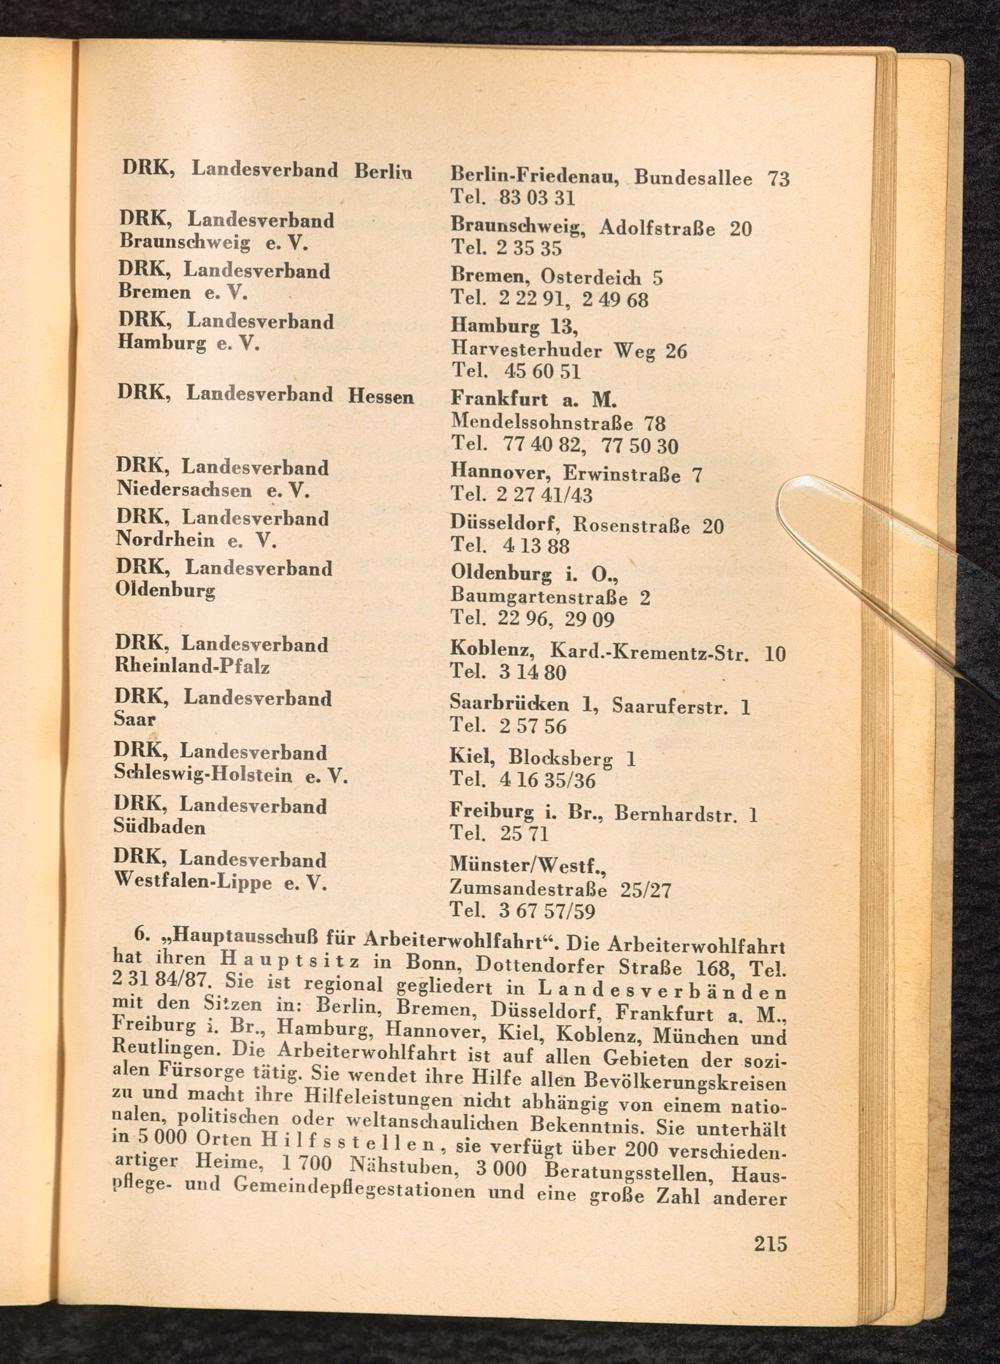 DRK, Landesverband Berlin Berlin-Friedenau, Bundesallee 73
Tel. 83 03 31
DRK, Landesverband Braunschweig, Adolfstraße 20
Braunschweig e. V. Tel. 2 35 35
DRK, Landesverband Bremen, Osterdeich 5
Bremen e. V. Tel. 2 22 91, 2 49 68
DRK, Landesverband Hamburg 13,
Hamburg e. V. Harvesterhuder Weg 26
Tel. 45 60 51
DRK, Landesverband Hessen Frankfurt a. M.
Mendelssohnstraße 78
Tel. 77 40 82, 77 50 30
DRK, Landesverband Hannover, Erwinstraße 7
Niedersachsen e. V. Tel. 2 27 41/43
DRK, Landesverband Düsseldorf, Rosenstraße 20
Nordrhein e. V. Tel. 4 13 88
DRK, Landesverband Oldenburg i. O.,
Oldenburg Baumgartenstraße 2
Tel. 22 96, 29 09
DRK, Landesverband Koblenz, Kard.-Krementz-Str. 10
Rheinland-Pfalz Tel. 3 14 80
DRK, Landesverband Saarbrücken 1, Saaruferstr. 1
Saar Tel. 2 57 56
DRK, Landesverband Kiel, Blocksberg 1
Schleswig-Holstein e. V. Tel. 4 16 35/36
DRK, Landesverband Freiburg i. Br., Bernhardstr. 1
Südbaden Tel. 25 71
DRK, Landesverband Münster/Westf.,
Westfalen-Lippe e. V. Zumsandestraße 25/27
Tel. 3 67 57/59
6. „Hauptausschuß für Arbeiterwohlfahrt“. Die Arbeiterwohlfahrt
hat ihren Hauptsitz in Bonn, Dottendorfer Straße 168, Tel.
2 31 84/87. Sie ist regional gegliedert in Landesverbänden
mit den Sitzen in: Berlin, Bremen, Düsseldorf, Frankfurt a. M.,
Freiburg i. Br., Hamburg, Hannover, Kiel, Koblenz, München und
Reutlingen. Die Arbeiterwohlfahrt ist auf allen Gebieten der sozi-
alen Fürsorge tätig. Sie wendet ihre Hilfe allen Bevölkerungskreisen
zu und macht ihre Hilfeleistungen nicht abhängig von einem natio-
nalen, politischen oder weltanschaulichen Bekenntnis. Sie unterhält
in 5 000 Orten Hilfsstellen, sie verfügt über 200 verschieden-
artiger Heime, 1 700 Nähstuben, 3 000 Beratungsstellen, Haus-
pflege- und Gemeindepflegestationen und eine große Zahl anderer
215